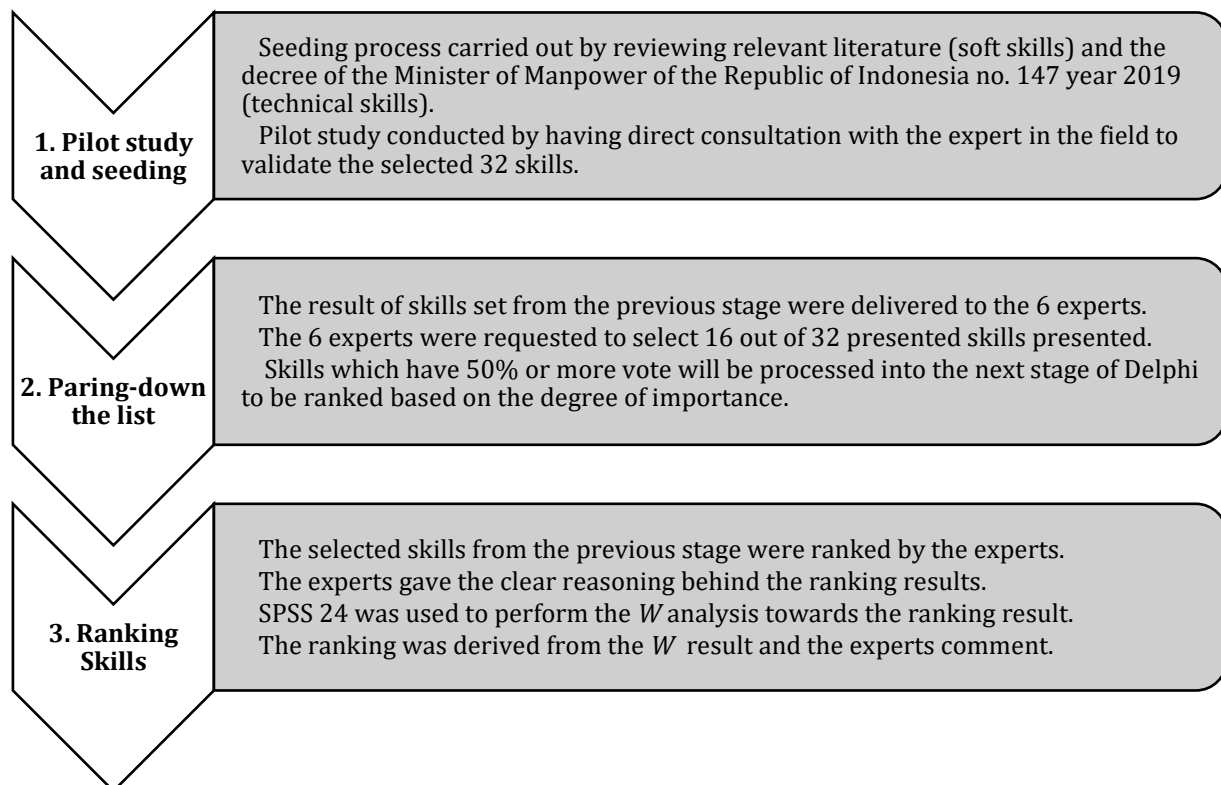 Seeding process carried out by reviewing relevant literature (soft skills) and the
decree of the Minister of Manpower of the Republic of Indonesia no. 147 year 2019
(technical skills).
Pilot study conducted by having direct consultation with the expert in the field to
validate the selected 32 skills.
1. Pilot study
and seeding
The result of skills set from the previous stage were delivered to the 6 experts.
The 6 experts were requested to select 16 out of 32 presented skills presented.
Skills which have 50% or more vote will be processed into the next stage of Delphi
to be ranked based on the degree of importance.
2. Paring-down
the list
The selected skills from the previous stage were ranked by the experts.
The experts gave the clear reasoning behind the ranking results.
SPSS 24 was used to perform the W analysis towards the ranking result.
The ranking was derived from the W result and the experts comment.
3. Ranking
Skills